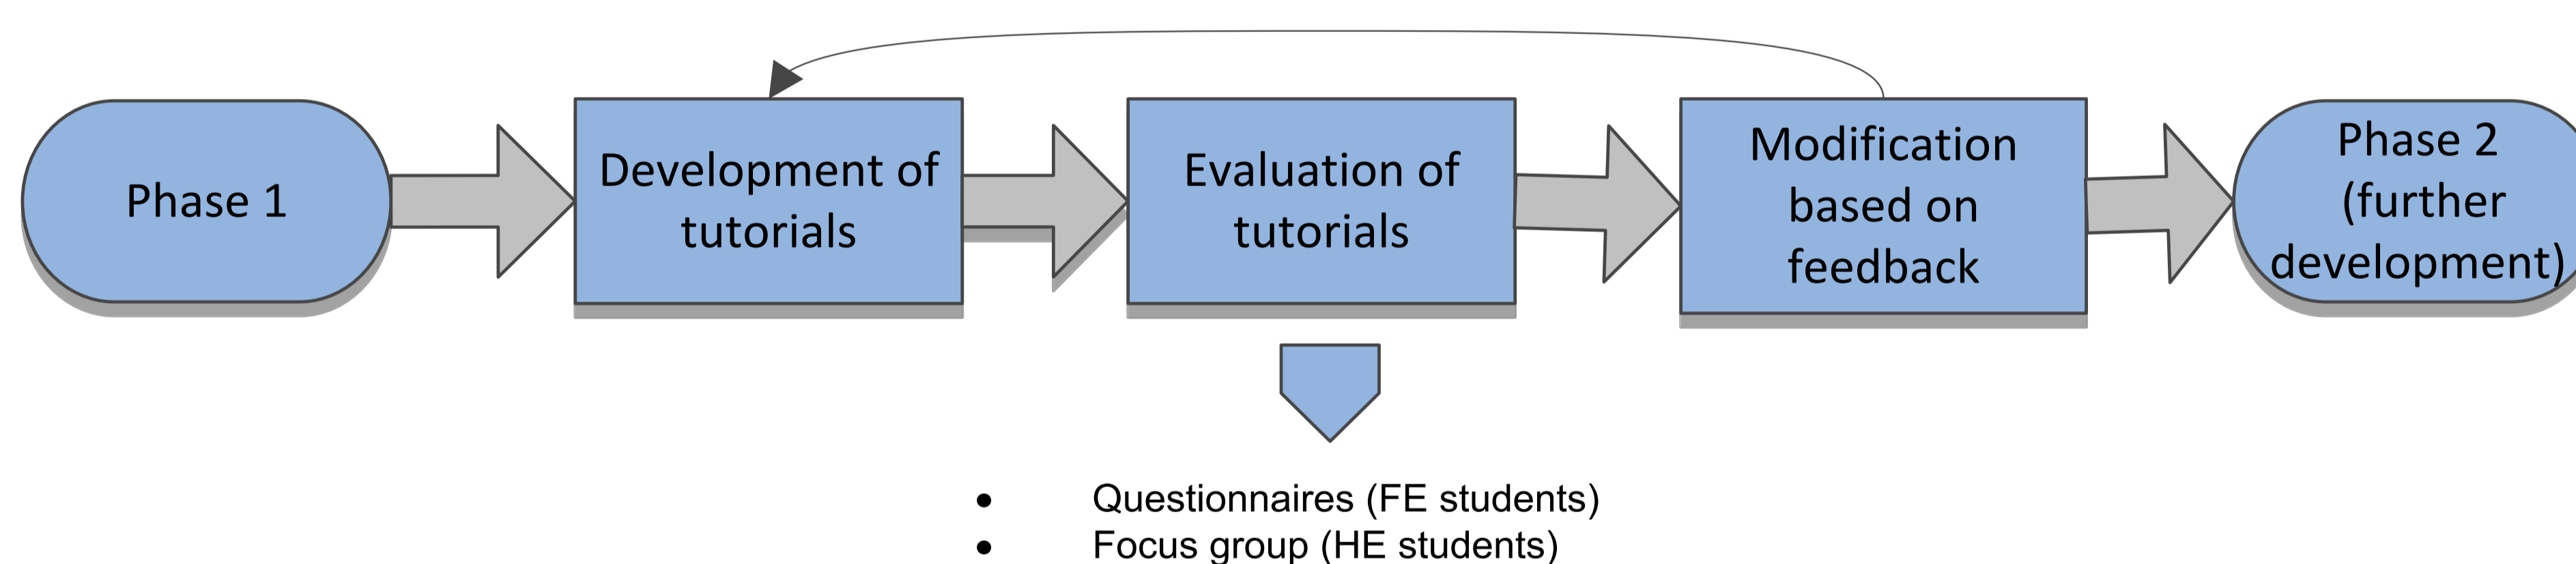 Phase 1
Development of
tutorials
Evaluation of
tutorials
Modification
based on
feedback
Phase 2
(further
development)
• Questionnaires (FE students)
• Focus group (HE students)